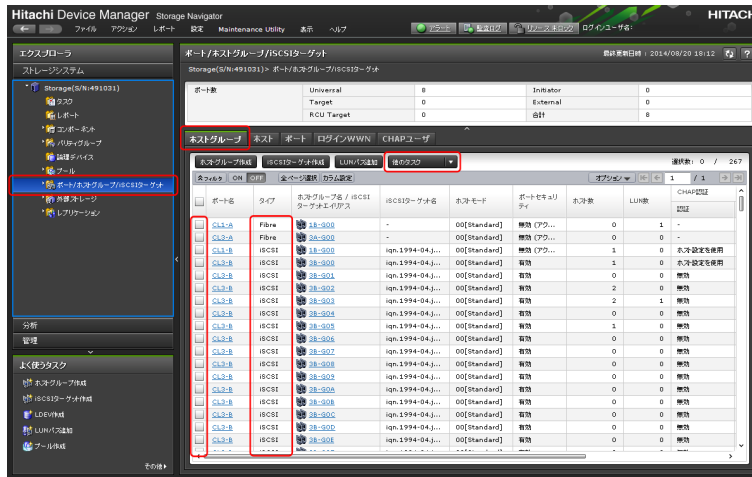 Hitachi Device Manager Storage Navigator
ファイル アクション レポート 設定 Maintenance Utility 表示 ヘルプ
アラート 監査ログ リソースロック ログインユーザ名:
HITACHI
エクスプローラ
ストレージシステム
Storage(S/N:491031)
タスク
レポート
コンポーネント
パリティグループ
論理デバイス
プール
ポート/ホストグループ/iSCSIターゲット
外部ストレージ
レプリケーション
分析
管理
よく使うタスク
ホストグループ作成
iSCSIターゲット作成
LDEV作成
LUNパス追加
プール作成
その他
ポート/ホストグループ/iSCSIターゲット
最終更新日時 : 2014/08/20 18:12
Storage(S/N:491031)> ポート/ホストグループ/iSCSIターゲット
ポート数 Universal 8 Initiator 0
Target 0 External 0
RCU Target 0 合計 8
ホストグループ ホスト ポート ログインWWN CHAPユーザ
ホストグループ作成 iSCSIターゲット作成 LUNパス追加 他のタスク 選択数: 0 / 267
フィルタ ON OFF 全ページ選択 カラム設定 オプション 1 / 1
ポート名 タイプ ホストグループ名 / iSCSIターゲットエイリアス iSCSIターゲット名 ホストモード ポートセキュリティ ホスト数 LUN数 CHAP認証
認証
CL1-A Fibre 1A-G00 - 00[Standard] 無効 (アク... 0 1 -
CL3-A Fibre 3A-G00 - 00[Standard] 無効 (アク... 0 0 -
CL1-B iSCSI 1B-G00 iqn.1994-04.j... 00[Standard] 無効 (アク... 1 0 ホスト設定を使用
CL3-B iSCSI 3B-G00 iqn.1994-04.j... 00[Standard] 有効 1 0 ホスト設定を使用
CL3-B iSCSI 3B-G01 iqn.1994-04.j... 00[Standard] 有効 0 0 無効
CL3-B iSCSI 3B-G02 iqn.1994-04.j... 00[Standard] 有効 2 0 無効
CL3-B iSCSI 3B-G03 iqn.1994-04.j... 00[Standard] 有効 2 1 無効
CL3-B iSCSI 3B-G04 iqn.1994-04.j... 00[Standard] 有効 0 0 無効
CL3-B iSCSI 3B-G05 iqn.1994-04.j... 00[Standard] 有効 1 0 無効
CL3-B iSCSI 3B-G06 iqn.1994-04.j... 00[Standard] 有効 0 0 無効
CL3-B iSCSI 3B-G07 iqn.1994-04.j... 00[Standard] 有効 0 0 無効
CL3-B iSCSI 3B-G08 iqn.1994-04.j... 00[Standard] 有効 0 0 無効
CL3-B iSCSI 3B-G09 iqn.1994-04.j... 00[Standard] 有効 0 0 無効
CL3-B iSCSI 3B-G0A iqn.1994-04.j... 00[Standard] 有効 0 0 無効
CL3-B iSCSI 3B-G0B iqn.1994-04.j... 00[Standard] 有効 0 0 無効
CL3-B iSCSI 3B-G0C iqn.1994-04.j... 00[Standard] 有効 0 0 無効
CL3-B iSCSI 3B-G0D iqn.1994-04.j... 00[Standard] 有効 0 0 無効
CL3-B iSCSI 3B-G0E iqn.1994-04.j... 00[Standard] 有効 0 0 無効